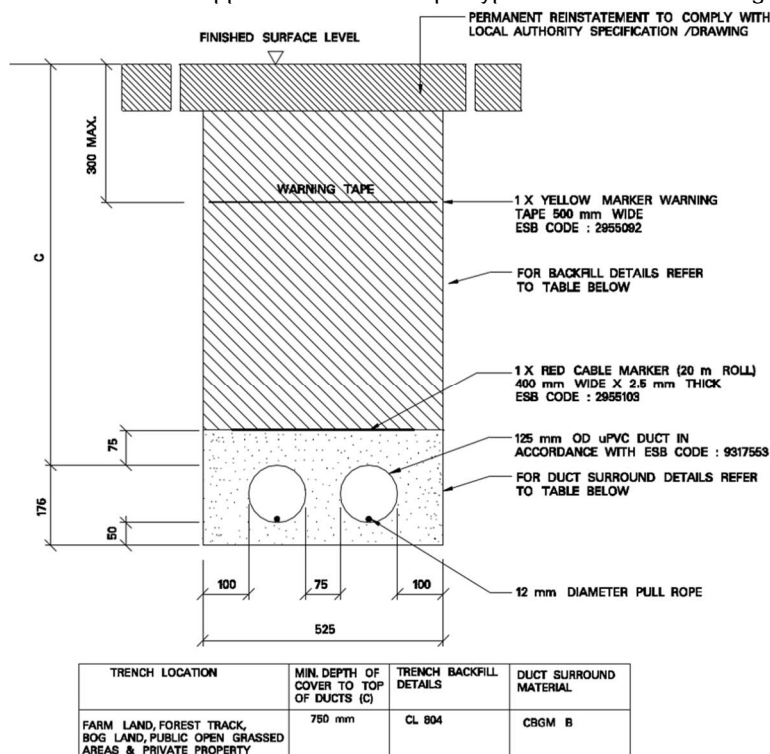 PERMANENT REINSTATEMENT TO COMPLY WITH
LOCAL AUTHORITY SPECIFICATION /DRAWING
FINISHED SURFACE LEVEL
300 MAX.
WARNING TAPE
1 X YELLOW MARKER WARNING
TAPE 500 mm WIDE
ESB CODE : 2955092
C
FOR BACKFILL DETAILS REFER
TO TABLE BELOW
1 X RED CABLE MARKER (20 m ROLL)
400 mm WIDE X 2.5 mm THICK
ESB CODE : 2955103
75
125 mm OD uPVC DUCT IN
ACCORDANCE WITH ESB CODE : 9317553
FOR DUCT SURROUND DETAILS REFER
TO TABLE BELOW
175
50
100
75
100
12 mm DIAMETER PULL ROPE
525
TRENCH LOCATION
MIN. DEPTH OF
COVER TO TOP
OF DUCTS (C)
TRENCH BACKFILL
DETAILS
DUCT SURROUND
MATERIAL
FARM LAND, FOREST TRACK,
BOG LAND, PUBLIC OPEN GRASSED
AREAS & PRIVATE PROPERTY
750 mm
CL 804
CBGM B